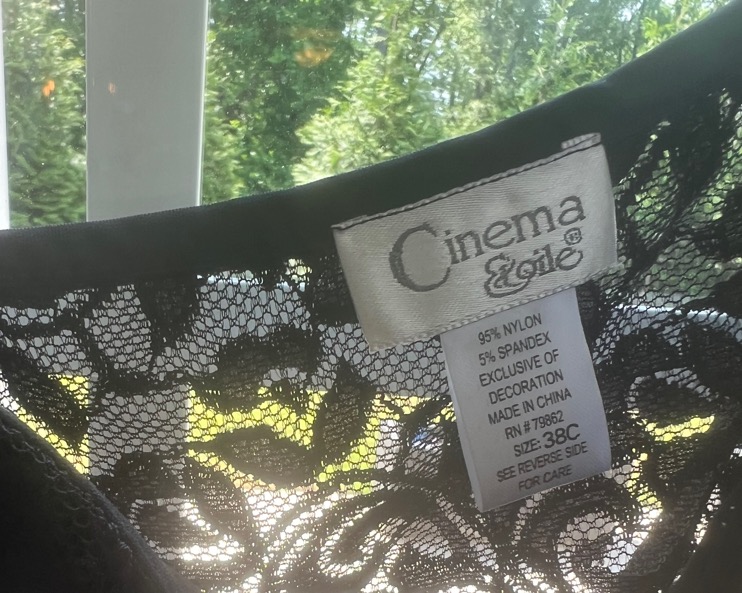 Cinema
Etoile®
95% NYLON
5% SPANDEX
EXCLUSIVE OF
DECORATION
MADE IN CHINA
RN # 79862
SIZE: 38C
SEE REVERSE SIDE
FOR CARE